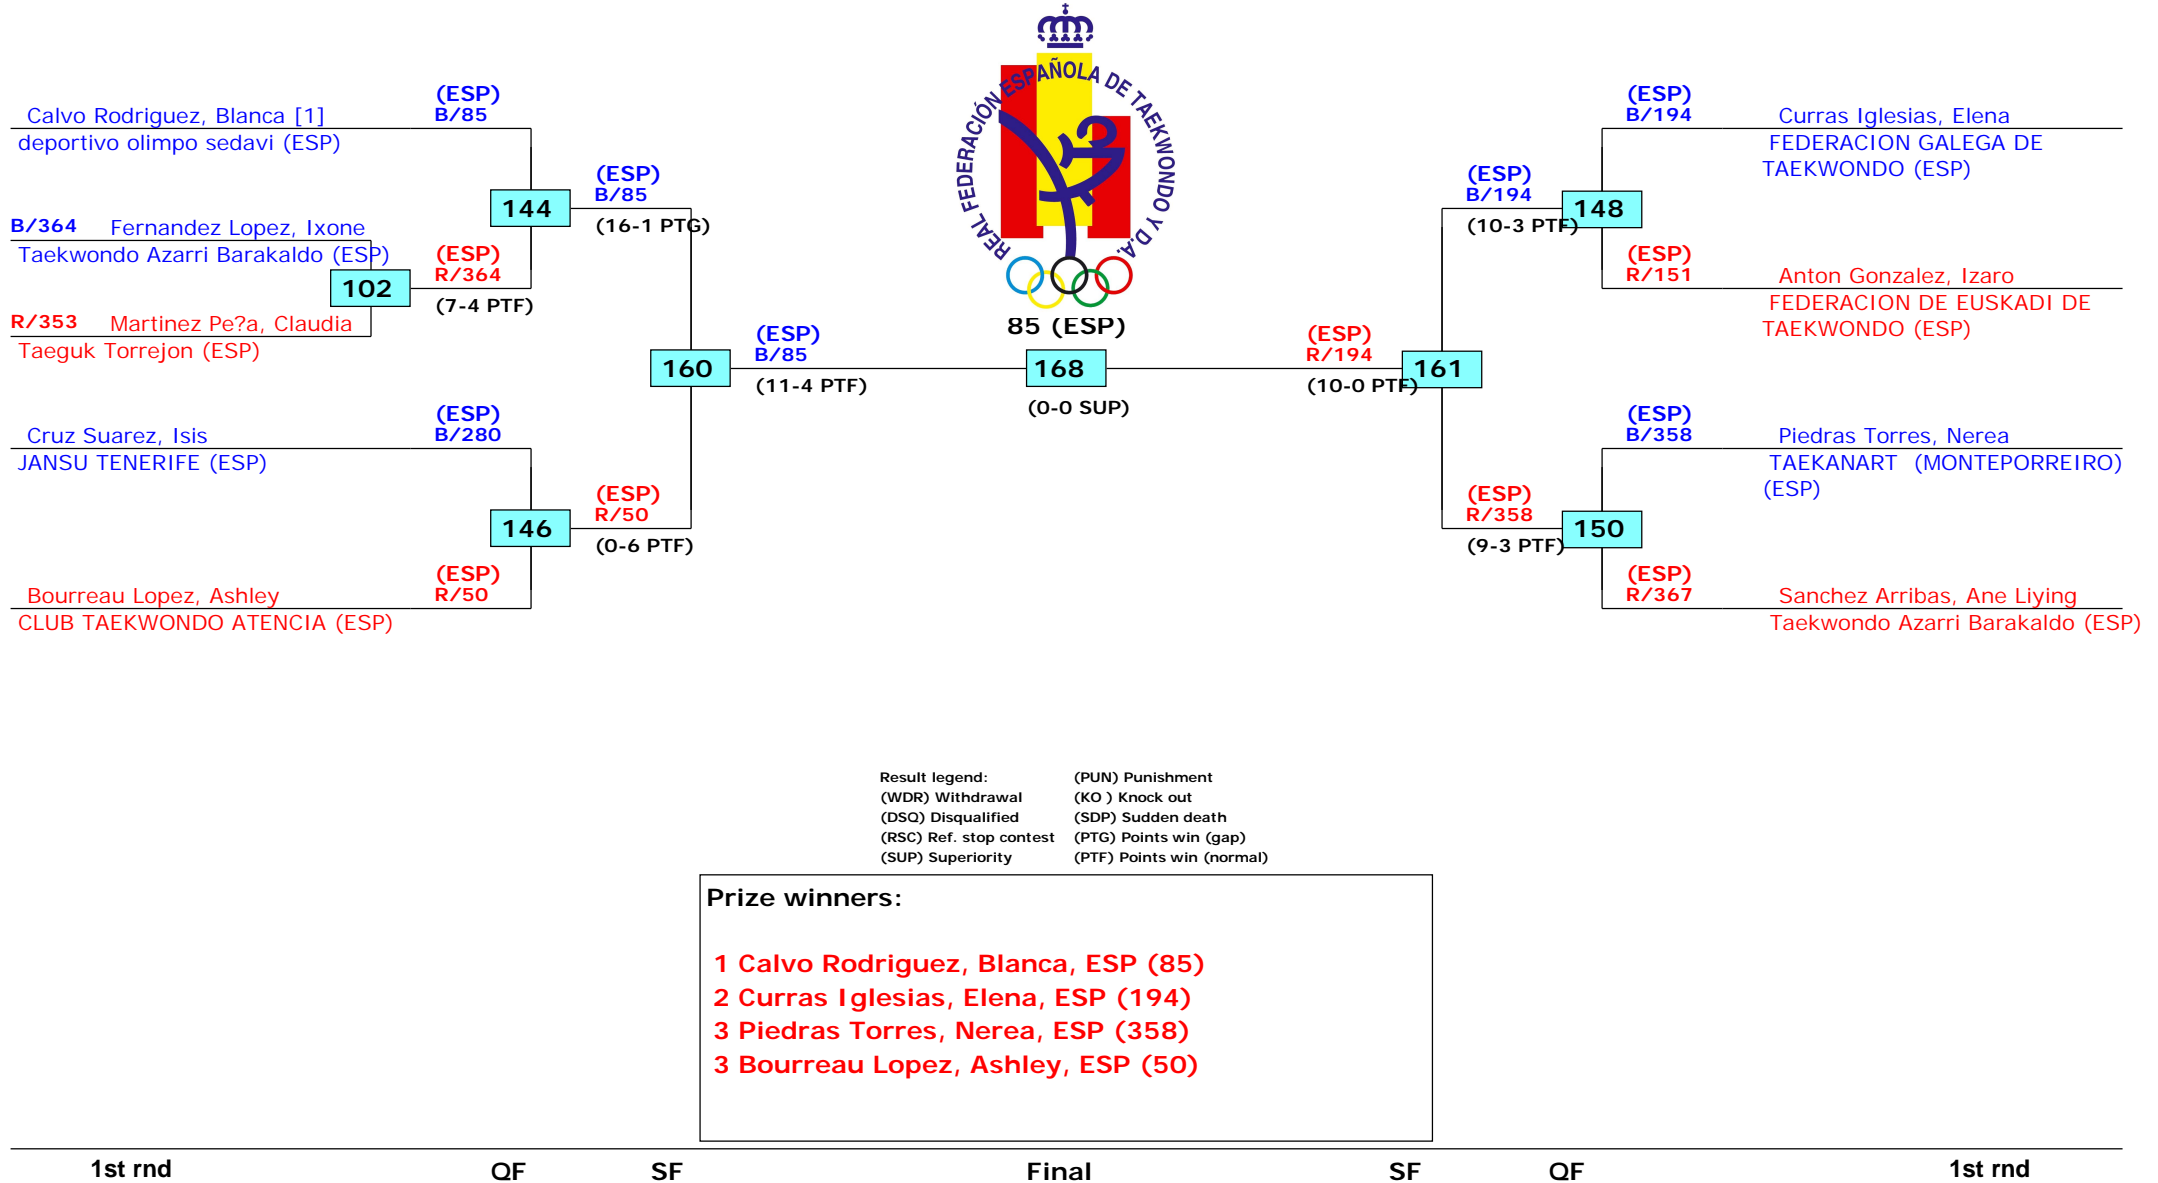 REAL FEDERACIÓN ESPAÑOLA DE TAEKWONDO Y D.A.
(ESP)
B/85
Calvo Rodriguez, Blanca [1]
deportivo olimpo sedavi (ESP)
(ESP)
B/85
144
(16-1 PTG)
B/364 Fernandez Lopez, Ixone
Taekwondo Azarri Barakaldo (ESP)
(ESP)
R/364
102
(7-4 PTF)
R/353 Martinez Pe?a, Claudia
Taeguk Torrejon (ESP)
(ESP)
B/85
160
(11-4 PTF)
(ESP)
B/280
Cruz Suarez, Isis
JANSU TENERIFE (ESP)
(ESP)
R/50
146
(0-6 PTF)
(ESP)
R/50
Bourreau Lopez, Ashley
CLUB TAEKWONDO ATENCIA (ESP)
85 (ESP)
168
(0-0 SUP)
(ESP)
B/194
Curras Iglesias, Elena
FEDERACION GALEGA DE
TAEKWONDO (ESP)
(ESP)
B/194
148
(10-3 PTF)
(ESP)
R/151
Anton Gonzalez, Izaro
FEDERACION DE EUSKADI DE
TAEKWONDO (ESP)
(ESP)
R/194
161
(10-0 PTF)
(ESP)
B/358
Piedras Torres, Nerea
TAEKANART (MONTEPORREIRO)
(ESP)
(ESP)
R/358
150
(9-3 PTF)
(ESP)
R/367
Sanchez Arribas, Ane Liying
Taekwondo Azarri Barakaldo (ESP)
Result legend: (PUN) Punishment
(WDR) Withdrawal (KO ) Knock out
(DSQ) Disqualified (SDP) Sudden death
(RSC) Ref. stop contest (PTG) Points win (gap)
(SUP) Superiority (PTF) Points win (normal)
Prize winners:
1 Calvo Rodriguez, Blanca, ESP (85)
2 Curras Iglesias, Elena, ESP (194)
3 Piedras Torres, Nerea, ESP (358)
3 Bourreau Lopez, Ashley, ESP (50)
1st rnd QF SF Final SF QF 1st rnd